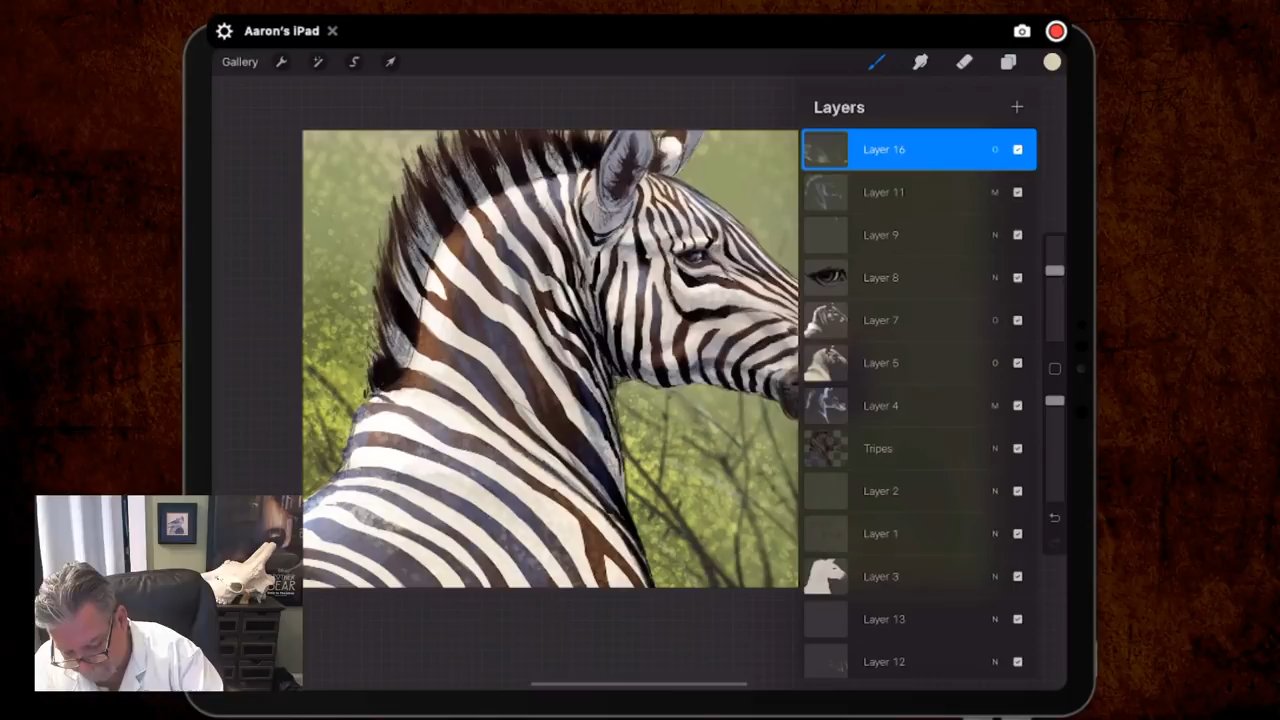 Aaron's iPad
Gallery
Layers
Layer 16 O
Layer 11 M
Layer 9 N
Layer 8 N
Layer 7 O
Layer 5 O
Layer 4 M
Tripes N
Layer 2 N
Layer 1 N
Layer 3 N
Layer 13 N
Layer 12 N
BEAR